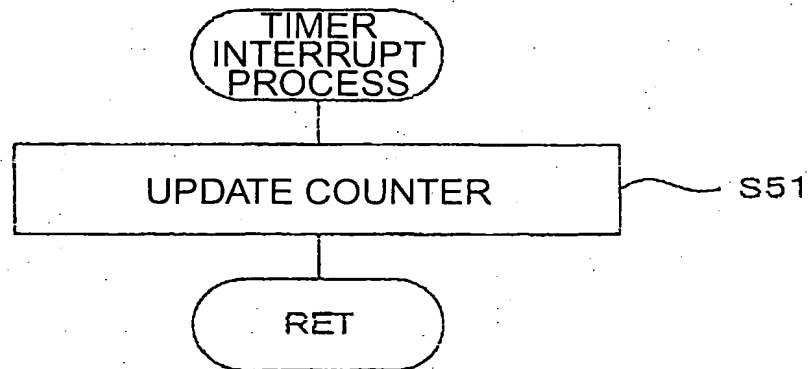 TIMER
INTERRUPT
PROCESS
UPDATE COUNTER
S51
RET